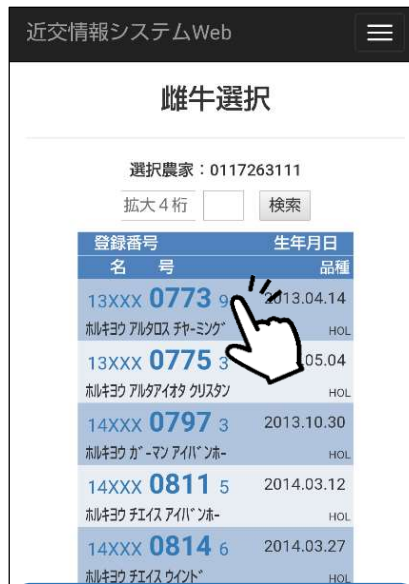 近交情報システムWeb
雌牛選択
選択農家：0117263111
拡大4桁 検索
登録番号 生年月日
名 号 品種
13XXX 0773 9 2013.04.14
ﾎﾙｷﾖｳ ｱﾙﾀﾛｽ ﾁﾔｰﾐﾝｸﾞ HOL
13XXX 0775 3 .05.04
ﾎﾙｷﾖｳ ｱﾙﾀｱｲｵﾀ ｸﾘｽﾀﾝ HOL
14XXX 0797 3 2013.10.30
ﾎﾙｷﾖｳ ｶﾞｰﾏﾝ ｱｲﾊﾞﾝﾎｰ HOL
14XXX 0811 5 2014.03.12
ﾎﾙｷﾖｳ ﾁｴｲｽ ｱｲﾊﾞﾝﾎｰ HOL
14XXX 0814 6 2014.03.27
ﾎﾙｷﾖｳ ﾁｴｲｽ ｳｲﾝﾄﾞ HOL